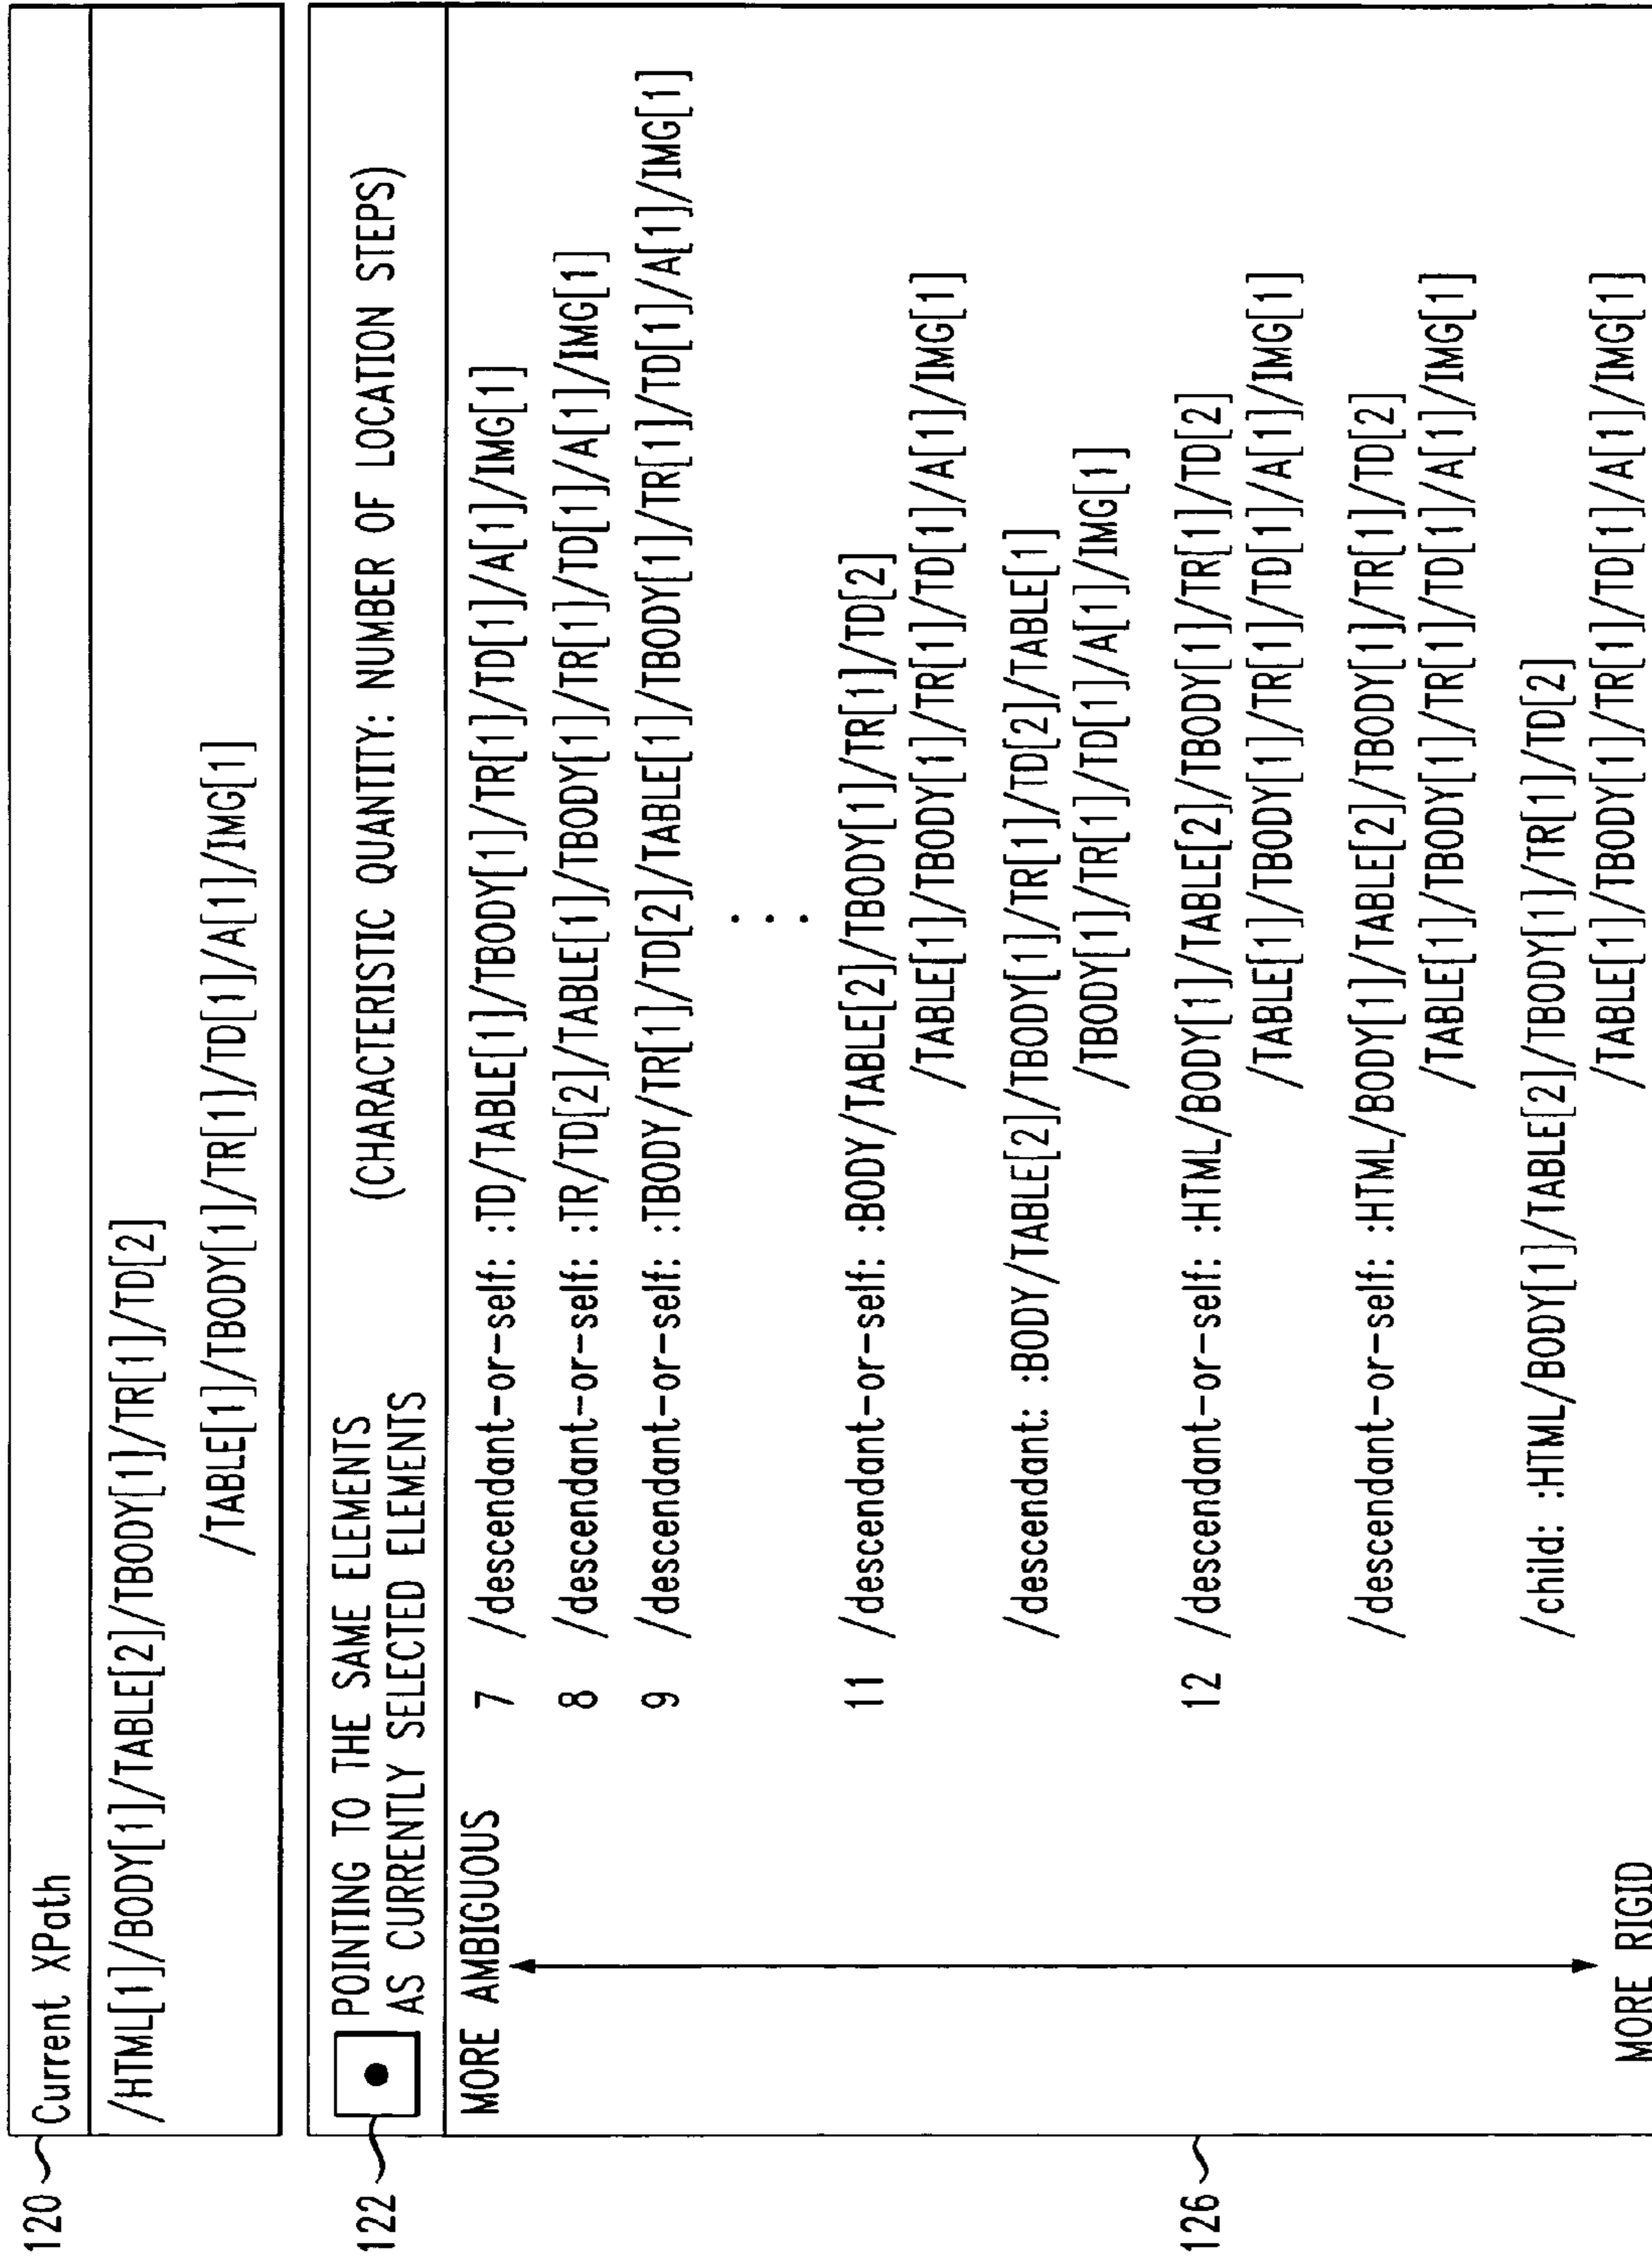 120
Current XPath
/HTML[1]/BODY[1]/TABLE[2]/TBODY[1]/TR[1]/TD[2]
/TABLE[1]/TBODY[1]/TR[1]/TD[1]/A[1]/IMG[1]
122
POINTING TO THE SAME ELEMENTS
AS CURRENTLY SELECTED ELEMENTS
(CHARACTERISTIC QUANTITY: NUMBER OF LOCATION STEPS)
MORE AMBIGUOUS
7 /descendant-or-self: :TD/TABLE[1]/TBODY[1]/TR[1]/TD[1]/A[1]/IMG[1]
8 /descendant-or-self: :TR/TD[2]/TABLE[1]/TBODY[1]/TR[1]/TD[1]/A[1]/IMG[1]
9 /descendant-or-self: :TBODY/TR[1]/TD[2]/TABLE[1]/TBODY[1]/TR[1]/TD[1]/A[1]/IMG[1]
. . .
11 /descendant-or-self: :BODY/TABLE[2]/TBODY[1]/TR[1]/TD[2]
/TABLE[1]/TBODY[1]/TR[1]/TD[1]/A[1]/IMG[1]
/descendant: :BODY/TABLE[2]/TBODY[1]/TR[1]/TD[2]/TABLE[1]
/TBODY[1]/TR[1]/TD[1]/A[1]/IMG[1]
126
12 /descendant-or-self: :HTML/BODY[1]/TABLE[2]/TBODY[1]/TR[1]/TD[2]
/TABLE[1]/TBODY[1]/TR[1]/TD[1]/A[1]/IMG[1]
/descendant-or-self: :HTML/BODY[1]/TABLE[2]/TBODY[1]/TR[1]/TD[2]
/TABLE[1]/TBODY[1]/TR[1]/TD[1]/A[1]/IMG[1]
/child: :HTML/BODY[1]/TABLE[2]/TBODY[1]/TR[1]/TD[2]
/TABLE[1]/TBODY[1]/TR[1]/TD[1]/A[1]/IMG[1]
MORE RIGID